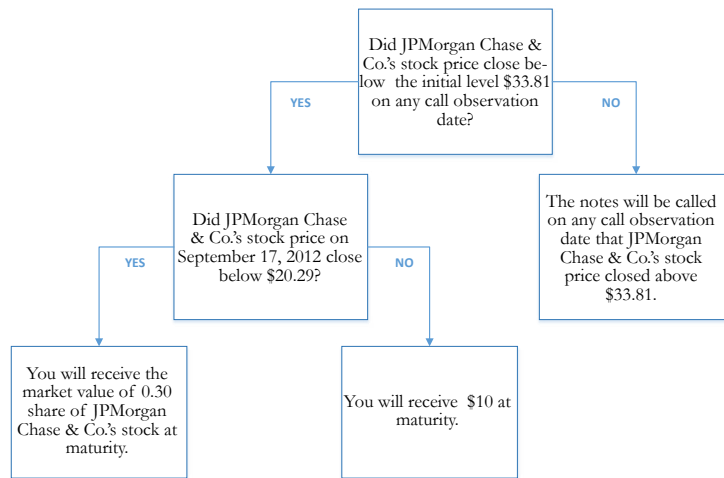 Did JPMorgan Chase &
Co.'s stock price close be-
low the initial level $33.81
on any call observation
date?
YES
NO
Did JPMorgan Chase
& Co.'s stock price on
September 17, 2012 close
below $20.29?
The notes will be called
on any call observation
date that JPMorgan
Chase & Co.'s stock
price closed above
$33.81.
YES
NO
You will receive the
market value of 0.30
share of JPMorgan
Chase & Co.'s stock at
maturity.
You will receive $10 at
maturity.